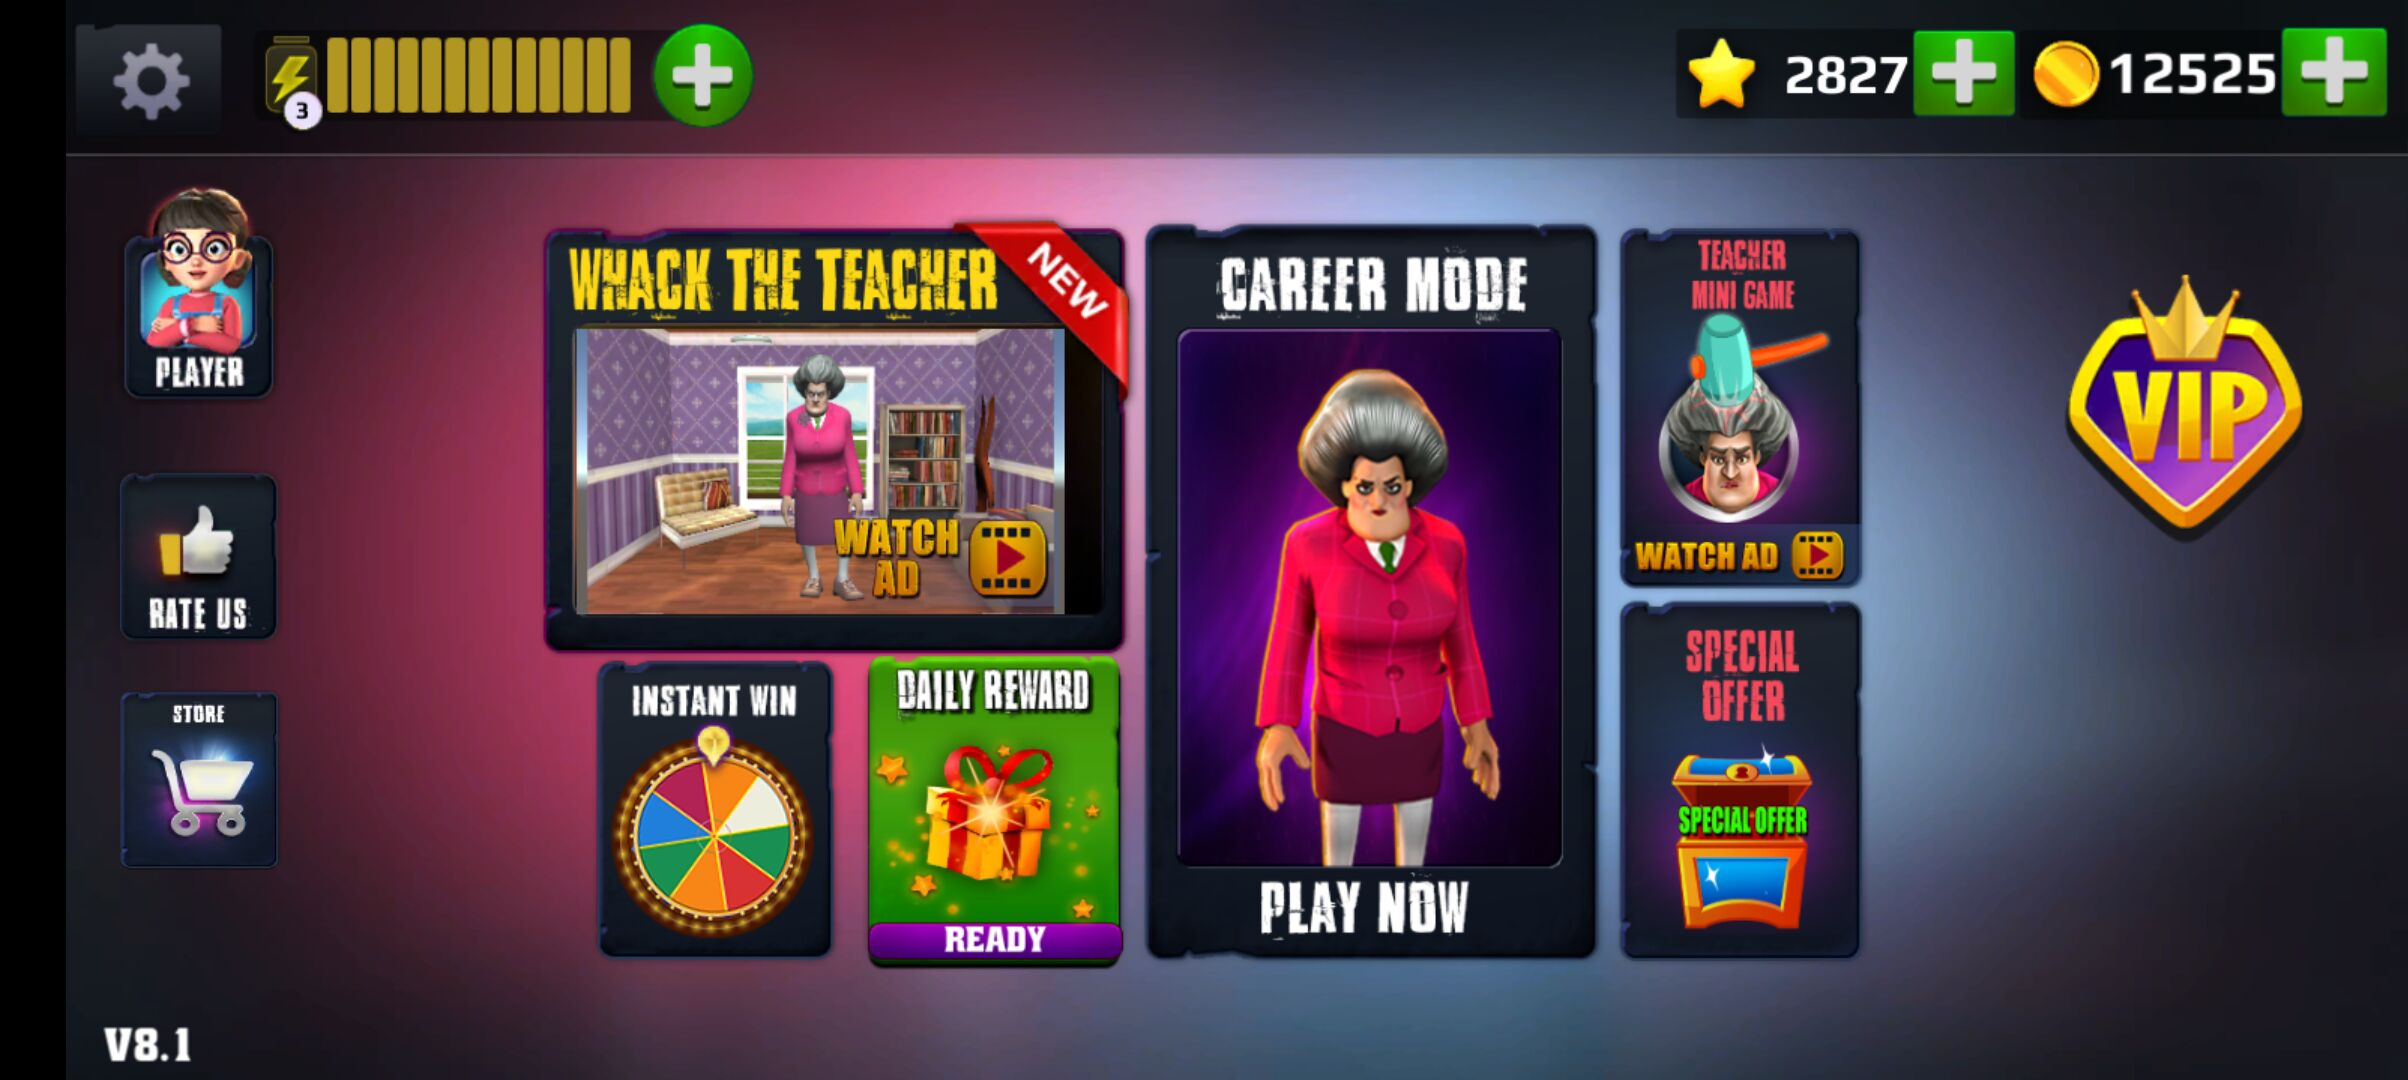 3
2827
12525
PLAYER
RATE US
STORE
WHACK THE TEACHER
NEW
WATCH
AD
INSTANT WIN
DAILY REWARD
READY
CAREER MODE
PLAY NOW
TEACHER
MINI GAME
WATCH AD
SPECIAL
OFFER
SPECIAL OFFER
VIP
V8.1